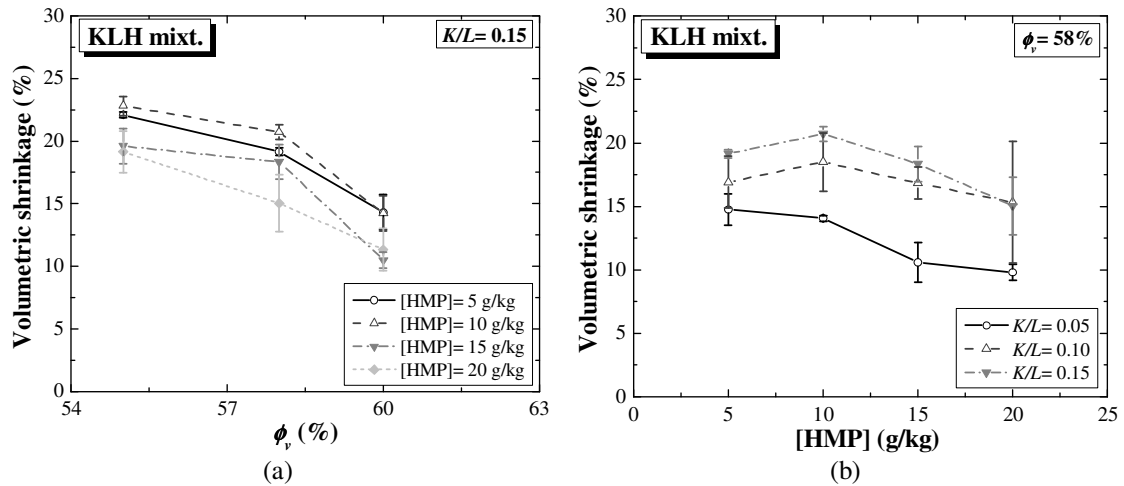 KLH mixt.
K/L= 0.15
Volumetric shrinkage (%)
30
25
20
15
10
5
0
54
57
60
63
ϕv (%)
[HMP]= 5 g/kg
[HMP]= 10 g/kg
[HMP]= 15 g/kg
[HMP]= 20 g/kg
(a)
KLH mixt.
ϕv= 58%
Volumetric shrinkage (%)
30
25
20
15
10
5
0
0
5
10
15
20
25
[HMP] (g/kg)
K/L= 0.05
K/L= 0.10
K/L= 0.15
(b)